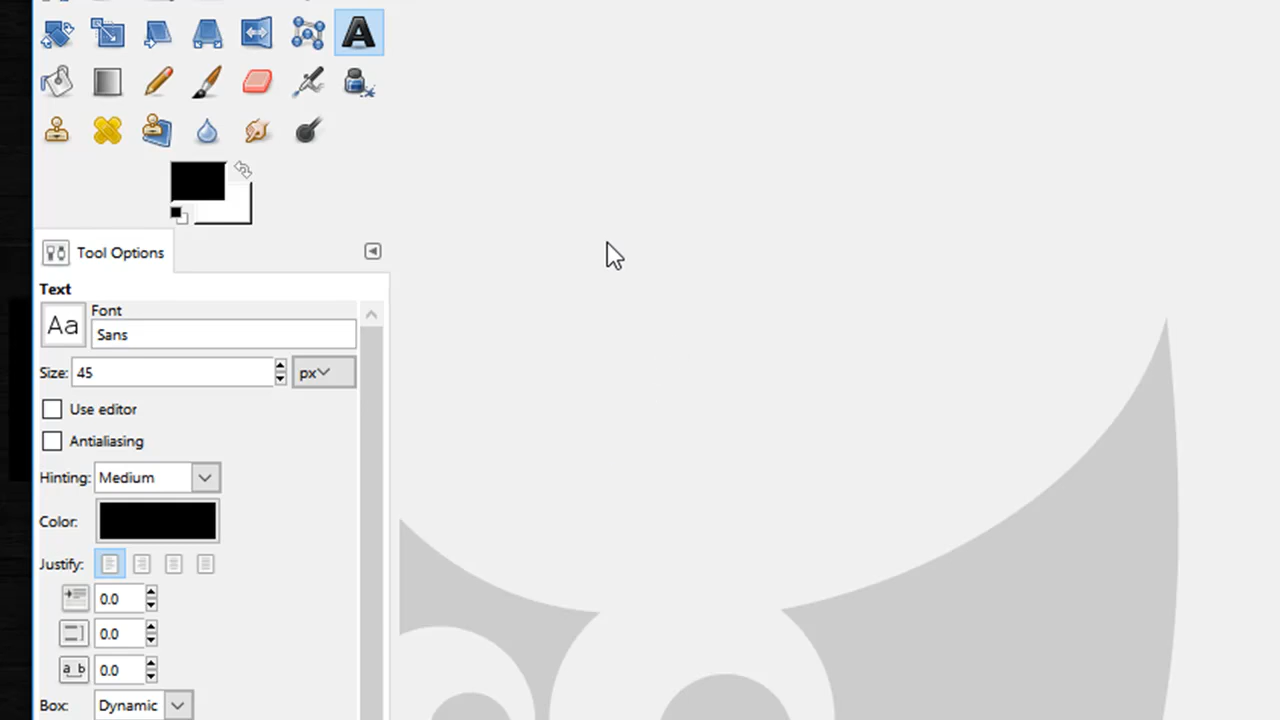 A
Tool Options
Text
Aa
Font
Sans
Size: 45 px
Use editor
Antialiasing
Hinting: Medium
Color:
Justify:
0.0
0.0
a b 0.0
Box: Dynamic